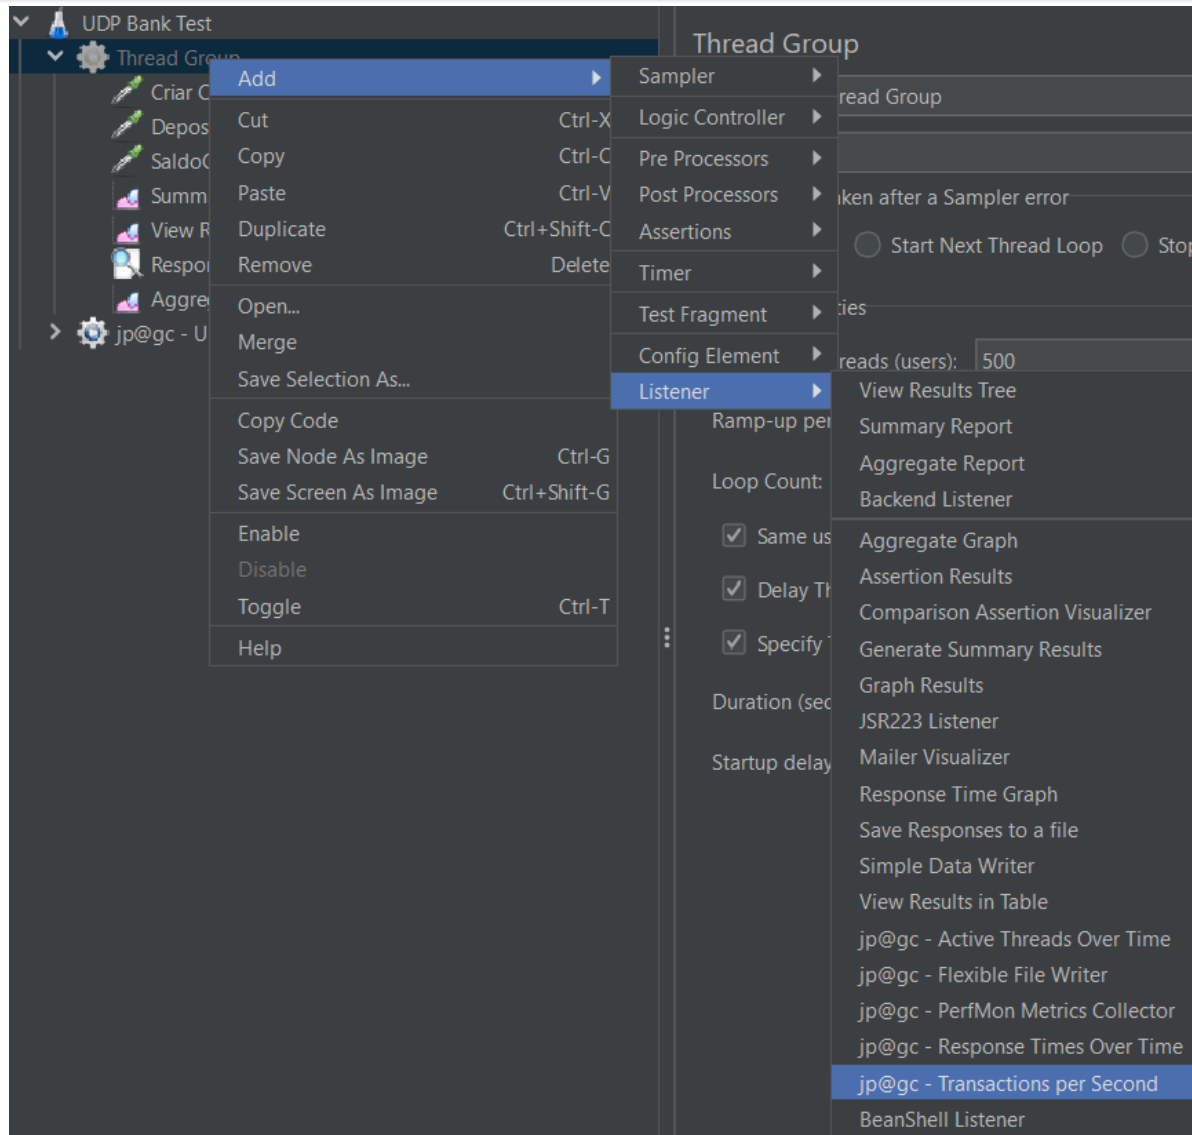 UDP Bank Test
Thread Group
Criar C
Depos
SaldoC
Summ
View R
Respor
Aggre
jp@gc - U
Add
Cut Ctrl-X
Copy Ctrl-C
Paste Ctrl-V
Duplicate Ctrl+Shift-C
Remove Delete
Open...
Merge
Save Selection As...
Copy Code
Save Node As Image Ctrl-G
Save Screen As Image Ctrl+Shift-G
Enable
Disable
Toggle Ctrl-T
Help
Sampler
Logic Controller
Pre Processors
Post Processors
Assertions
Timer
Test Fragment
Config Element
Listener
Thread Group
read Group
ken after a Sampler error
Start Next Thread Loop Stop
ties
reads (users): 500
Ramp-up per
Loop Count:
Same us
Delay Th
Specify
Duration (sec
Startup delay
View Results Tree
Summary Report
Aggregate Report
Backend Listener
Aggregate Graph
Assertion Results
Comparison Assertion Visualizer
Generate Summary Results
Graph Results
JSR223 Listener
Mailer Visualizer
Response Time Graph
Save Responses to a file
Simple Data Writer
View Results in Table
jp@gc - Active Threads Over Time
jp@gc - Flexible File Writer
jp@gc - PerfMon Metrics Collector
jp@gc - Response Times Over Time
jp@gc - Transactions per Second
BeanShell Listener